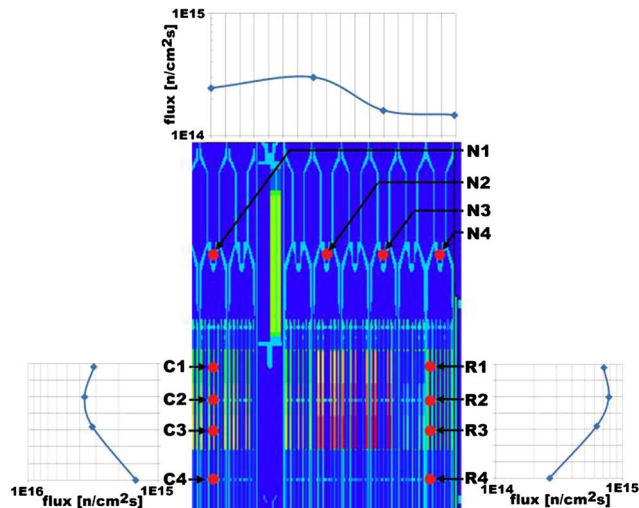 1E15
flux [n/cm2s]
1E14
N1
N2
N3
N4
C1
R1
C2
R2
C3
R3
C4
R4
1E16
1E15
1E14
1E15
flux [n/cm2s]
flux [n/cm2s]